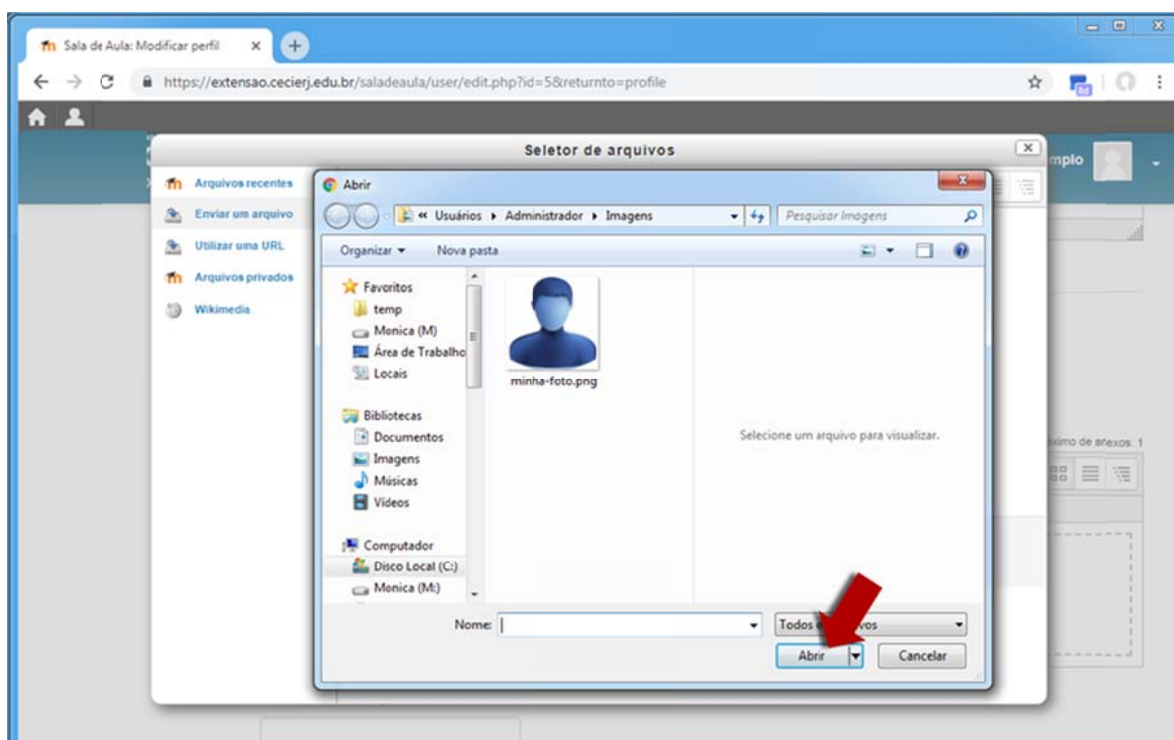 Sala de Aula: Modificar perfil
https://extensao.cecierj.edu.br/saladeaula/user/edit.php?id=5&returnto=profile
8d
Seletor de arquivos
mplo
Arquivos recentes
Enviar um arquivo
Utilizar uma URL
Arquivos privados
Wikimedia
Abrir
« Usuários Administrador Imagens
Pesquisar Imagens
Organizar
Nova pasta
Favoritos
temp
Monica (M)
Área de Trabalho
Locais
Bibliotecas
Documentos
Imagens
Músicas
Vídeos
Computador
Disco Local (C:)
Monica (M:)
minha-foto.png
Selecione um arquivo para visualizar.
ximo de anexos: 1
Nome:
Todos
vos
Abrir
Cancelar